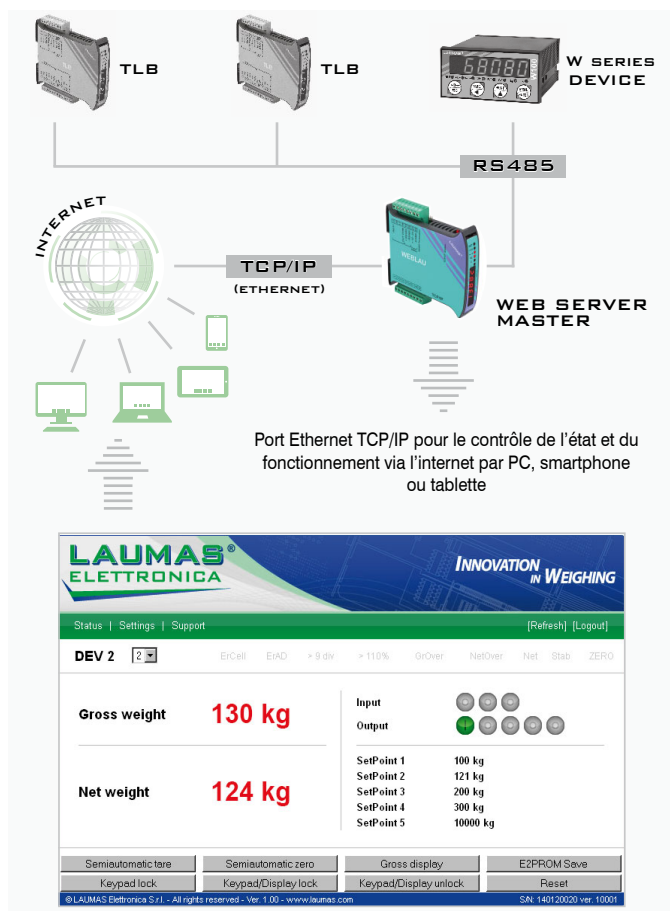 TLB
TLB
W SERIES
DEVICE
LAUMAS
68080
W100
RS485
INTERNET
WEBLAU
TCP/IP
(ETHERNET)
WEB SERVER
MASTER
Port Ethernet TCP/IP pour le contrôle de l'état et du
fonctionnement via l'internet par PC, smartphone
ou tablette
LAUMAS®
ELETTRONICA
INNOVATION
IN WEIGHING
Status | Settings | Support [Refresh] [Logout]
DEV 2 2 ErCell ErAD > 9 div > 110% GrOver NetOver Net Stab ZERO
Gross weight 130 kg
Input
Output
Net weight 124 kg
SetPoint 1 100 kg
SetPoint 2 121 kg
SetPoint 3 200 kg
SetPoint 4 300 kg
SetPoint 5 10000 kg
Semiautomatic tare Semiautomatic zero Gross display E2PROM Save
Keypad lock Keypad/Display lock Keypad/Display unlock Reset
© LAUMAS Elettronica S.r.l. - All rights reserved - Ver. 1.00 - www.laumas.com S/N: 140120020 ver. 10001